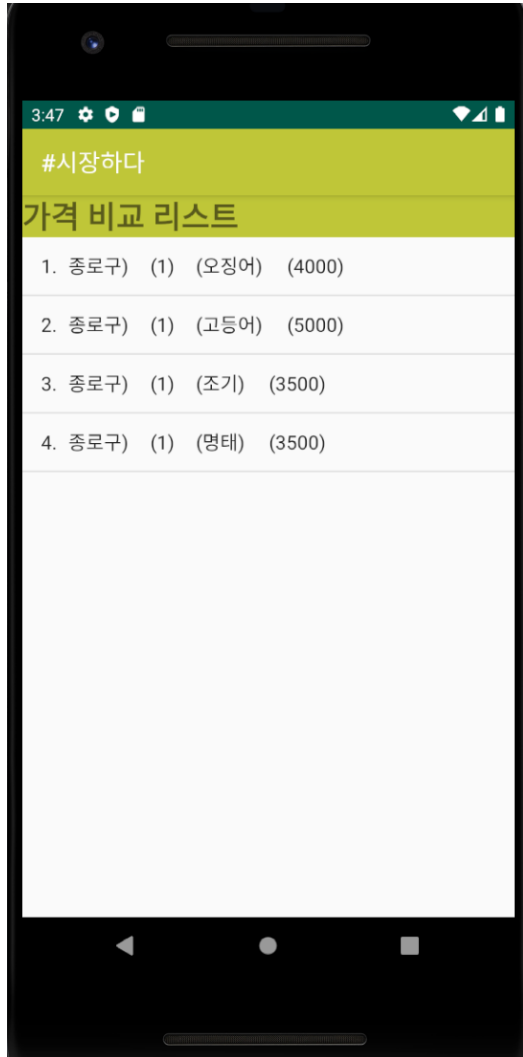 3:47
#시장하다
가격 비교 리스트
1. 종로구) (1) (오징어) (4000)
2. 종로구) (1) (고등어) (5000)
3. 종로구) (1) (조기) (3500)
4. 종로구) (1) (명태) (3500)